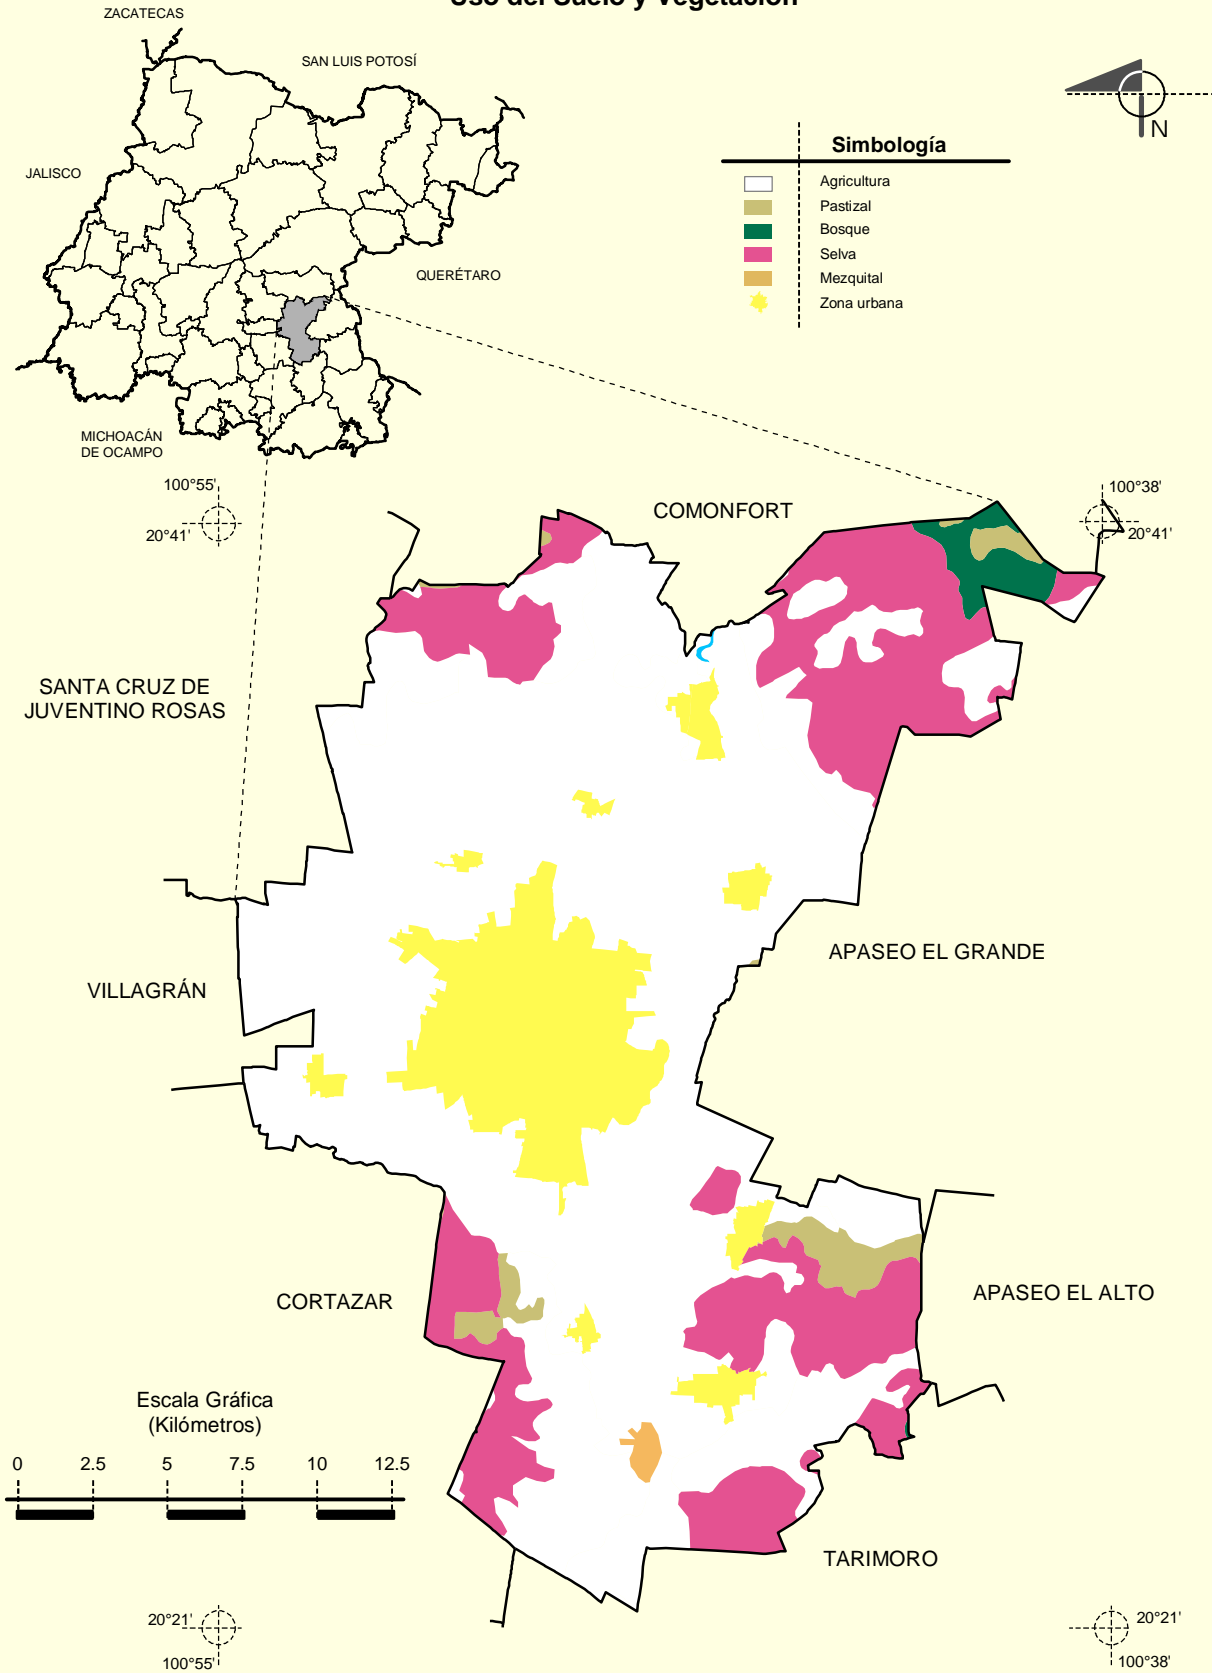 Uso del Suelo y Vegetación
ZACATECAS
SAN LUIS POTOSÍ
JALISCO
QUERÉTARO
MICHOACÁN
DE OCAMPO
N
Simbología
Agricultura
Pastizal
Bosque
Selva
Mezquital
Zona urbana
100°55'
20°41'
100°38'
20°41'
COMONFORT
SANTA CRUZ DE
JUVENTINO ROSAS
VILLAGRÁN
APASEO EL GRANDE
CORTAZAR
APASEO EL ALTO
TARIMORO
Escala Gráfica
(Kilómetros)
0 2.5 5 7.5 10 12.5
20°21'
100°55'
20°21'
100°38'